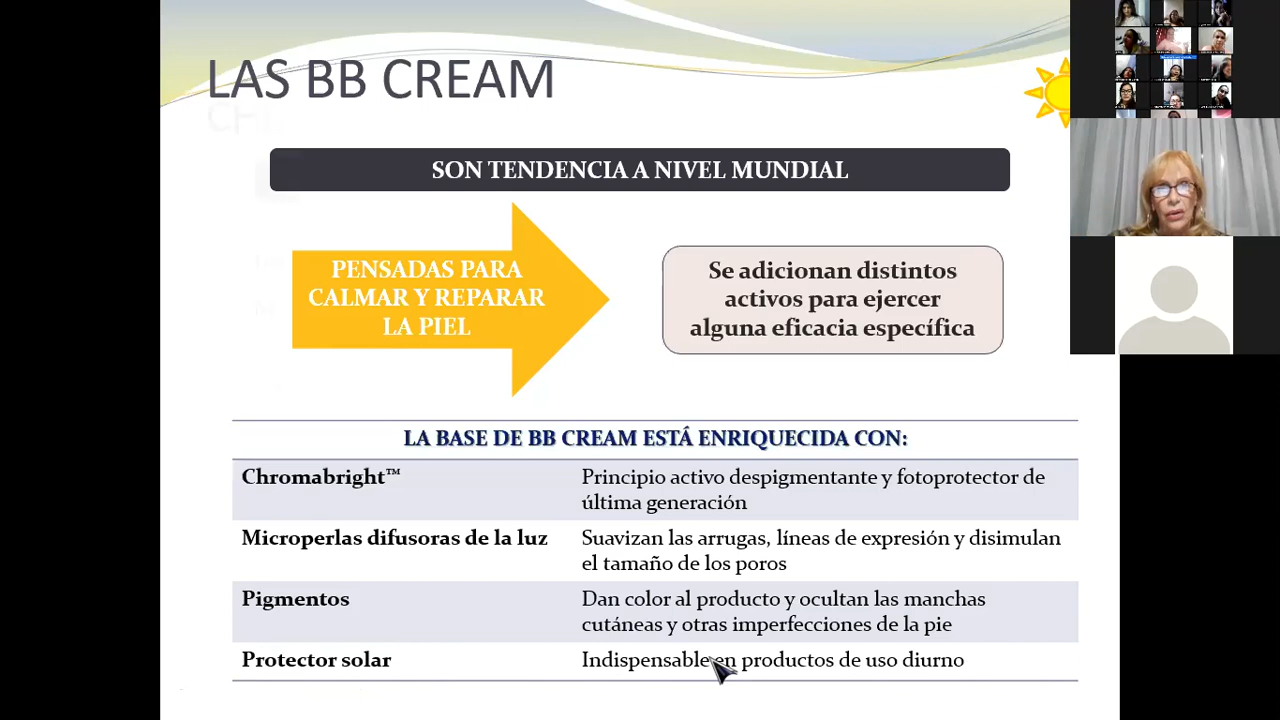 LAS BB CREAM
SON TENDENCIA A NIVEL MUNDIAL
PENSADAS PARA
CALMAR Y REPARAR
LA PIEL
Se adicionan distintos
activos para ejercer
alguna eficacia específica
LA BASE DE BB CREAM ESTÁ ENRIQUECIDA CON:
Chromabright™
Principio activo despigmentante y fotoprotector de
última generación
Microperlas difusoras de la luz
Suavizan las arrugas, líneas de expresión y disimulan
el tamaño de los poros
Pigmentos
Dan color al producto y ocultan las manchas
cutáneas y otras imperfecciones de la pie
Protector solar
Indispensable en productos de uso diurno